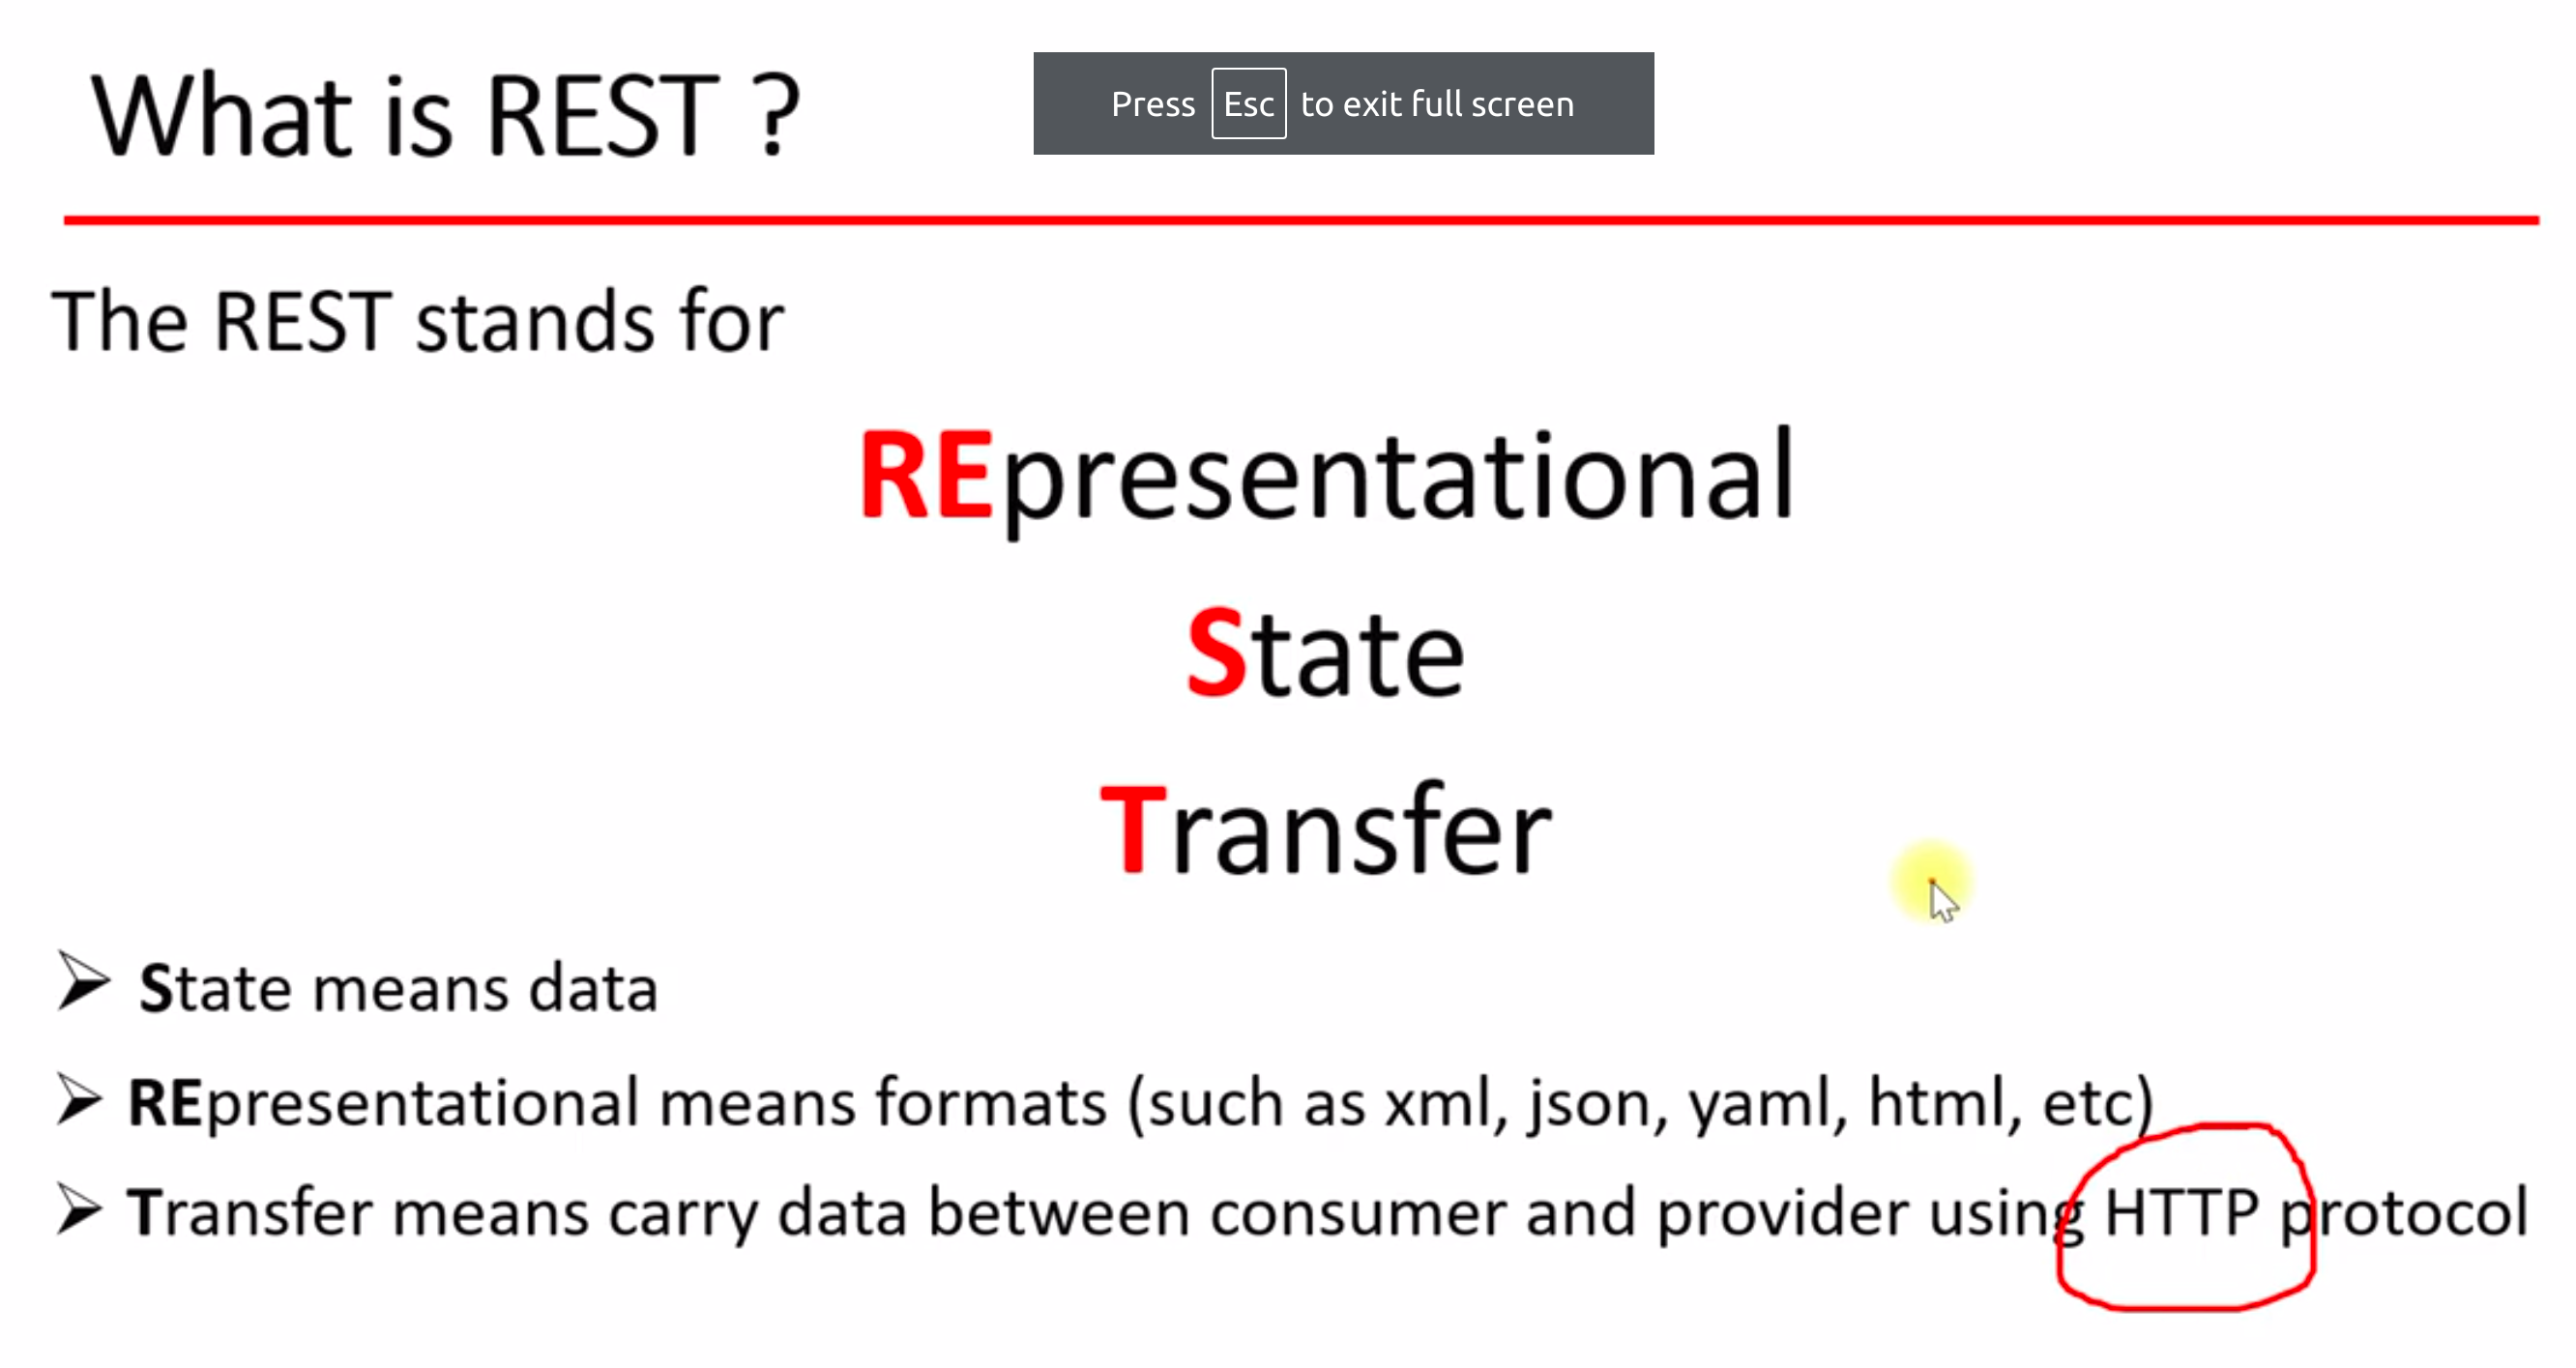 What is REST ?
Press Esc to exit full screen
The REST stands for
REpresentational
State
Transfer
State means data
REpresentational means formats (such as xml, json, yaml, html, etc)
Transfer means carry data between consumer and provider using HTTP protocol